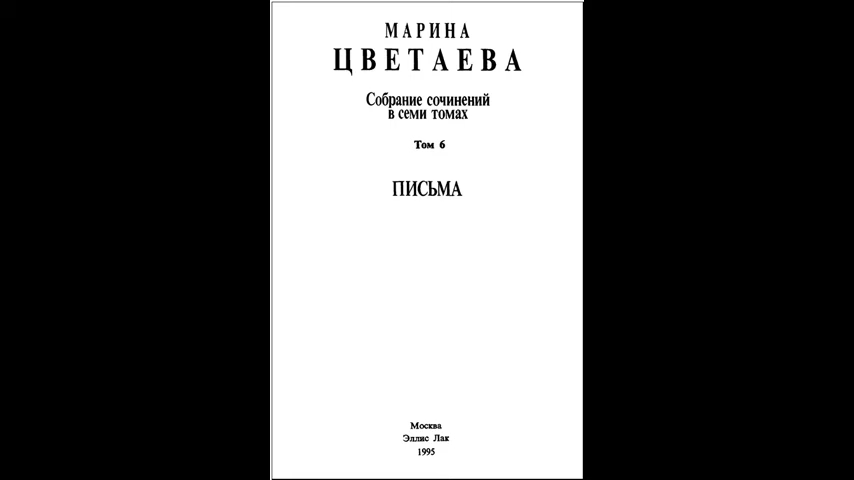 МАРИНА
ЦВЕТАЕВА
Собрание сочинений
в семи томах
Том 6
ПИСЬМА
Москва
Эллис Лак
1995